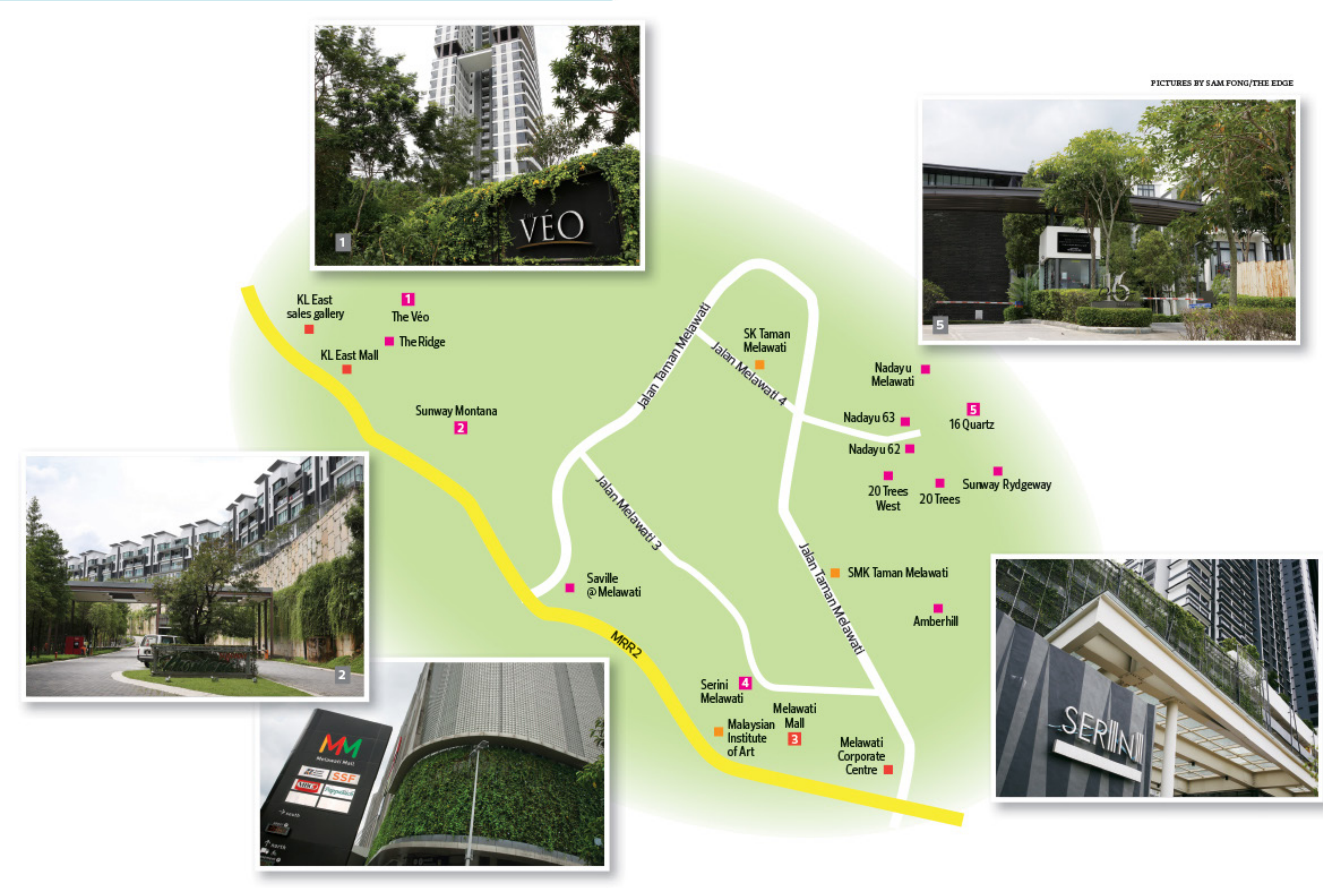 PICTURES BY SAM FONG/THE EDGE
VÉO
1
16
5
KL East
sales gallery
1
The Véo
The Ridge
KL East Mall
Sunway Montana
2
Jalan Taman Melawati
SK Taman
Melawati
Jalan Melawati 4
Nadayu
Melawati
Nadayu 63
5
16 Quartz
Nadayu 62
20 Trees
West
20 Trees
Sunway Rydgeway
Jalan Melawati 3
Jalan Taman Melawati
SMK Taman Melawati
Saville
@ Melawati
Amberhill
MRR2
Serini
Melawati
4
Malaysian
Institute
of Art
Melawati
Mall
3
Melawati
Corporate
Centre
2
MM
Melawati Mall
SSF
SERIINI